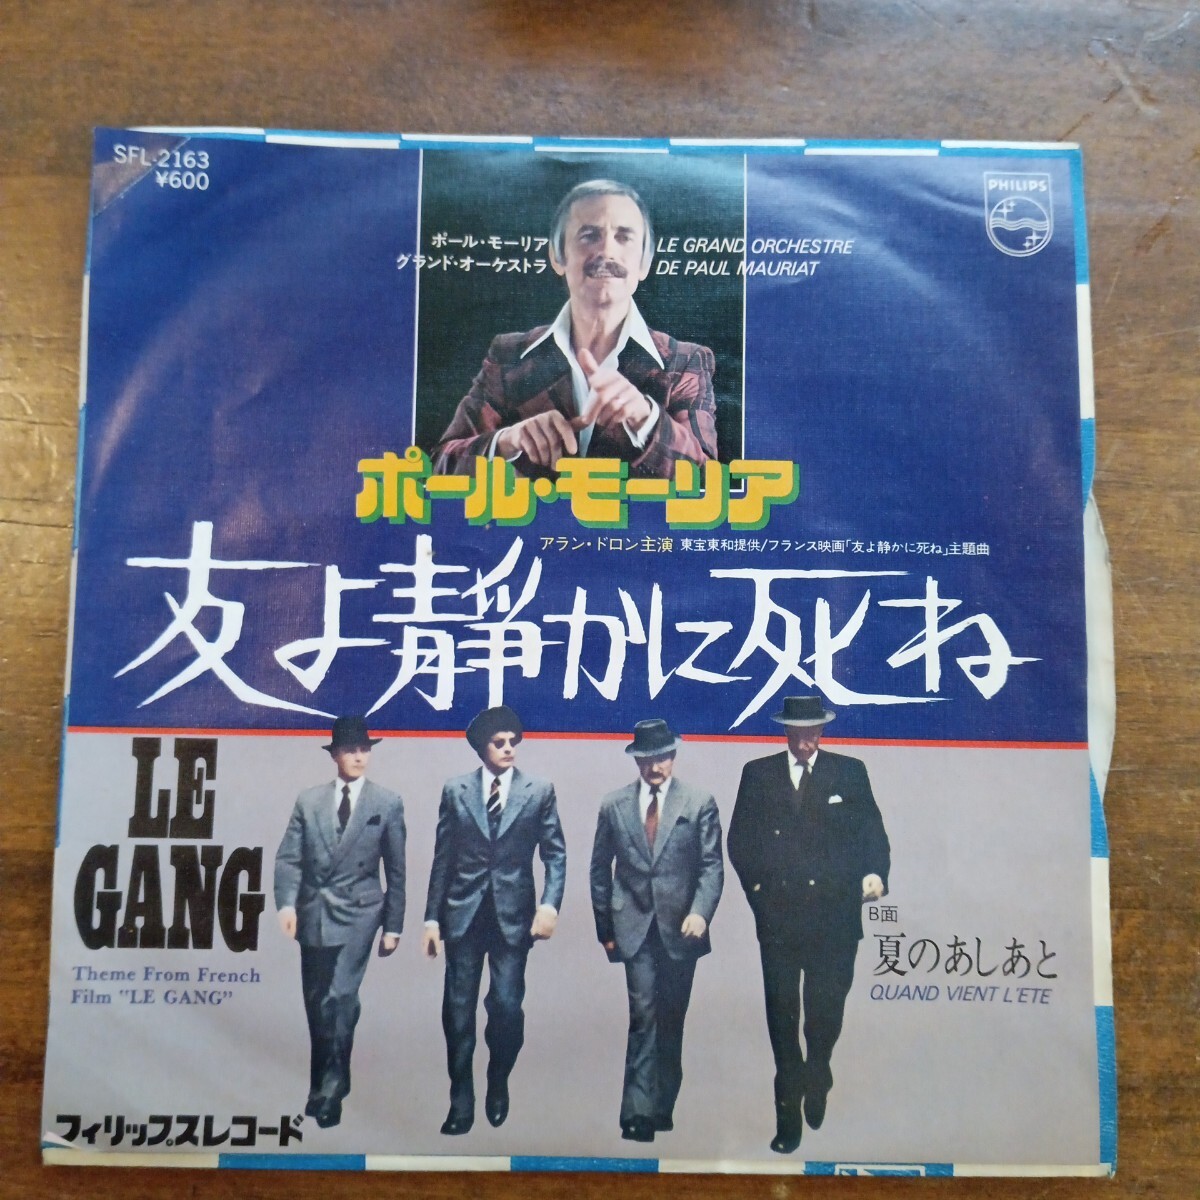 SFL-2163
¥600
PHILIPS
ポール・モーリア
グランド・オーケストラ
LE GRAND ORCHESTRE
DE PAUL MAURIAT
ポール・モーリア
アラン・ドロン主演 東宝東和提供/フランス映画「友よ静かに死ね」主題曲
友よ静かに死ね
LE
GANG
Theme From French
Film "LE GANG"
B面
夏のあしあと
QUAND VIENT L'ETE
フィリップスレコード